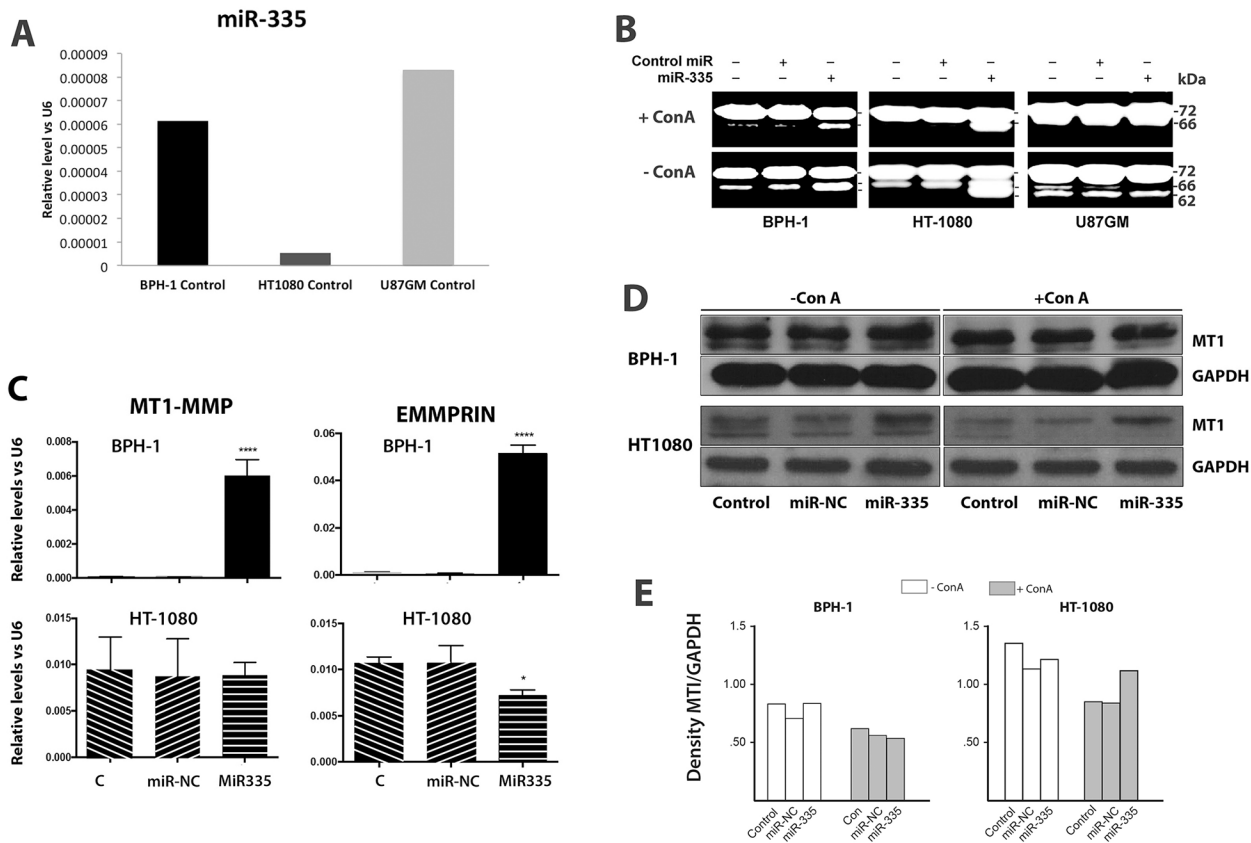 A
miR-335
Relative level vs U6
0.00009
0.00008
0.00007
0.00006
0.00005
0.00004
0.00003
0.00002
0.00001
0
BPH-1 Control HT1080 Control U87GM Control
B
Control miR – + – – + – – + –
miR-335 – – + – – + – – + kDa
+ ConA
-72
-66
- ConA
-72
-66
-62
BPH-1 HT-1080 U87GM
C
MT1-MMP EMMPRIN
Relative levels vs U6
BPH-1
0.008
0.006
0.004
0.002
0.000
****
BPH-1
0.06
0.04
0.02
0.00
****
Relative levels vs U6
HT-1080
0.015
0.010
0.005
0.000
C miR-NC MiR335
HT-1080
0.015
0.010
0.005
0.000
*
C miR-NC MiR335
D
-Con A +Con A
BPH-1
MT1
GAPDH
HT1080
MT1
GAPDH
Control miR-NC miR-335 Control miR-NC miR-335
E
- ConA + ConA
BPH-1 HT-1080
Density MTI/GAPDH
1.5
1.00
.50
Control miR-NC miR-335 Con miR-NC miR-335
1.5
1.00
.50
Control miR-NC miR-335 Control miR-NC miR-335